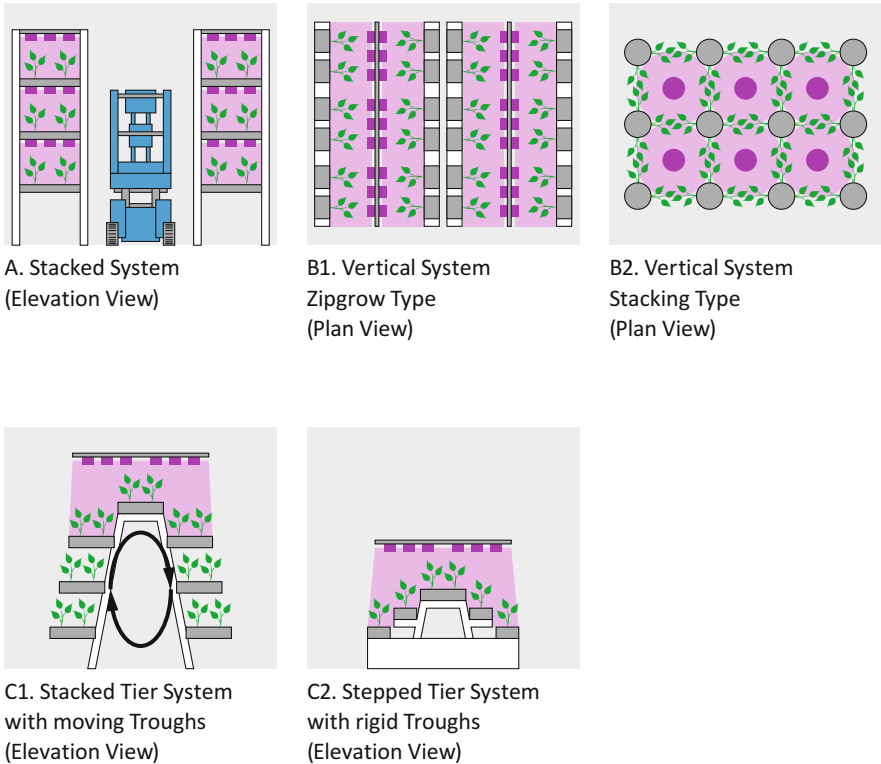 A. Stacked System
(Elevation View)
B1. Vertical System
Zipgrow Type
(Plan View)
B2. Vertical System
Stacking Type
(Plan View)
C1. Stacked Tier System
with moving Troughs
(Elevation View)
C2. Stepped Tier System
with rigid Troughs
(Elevation View)